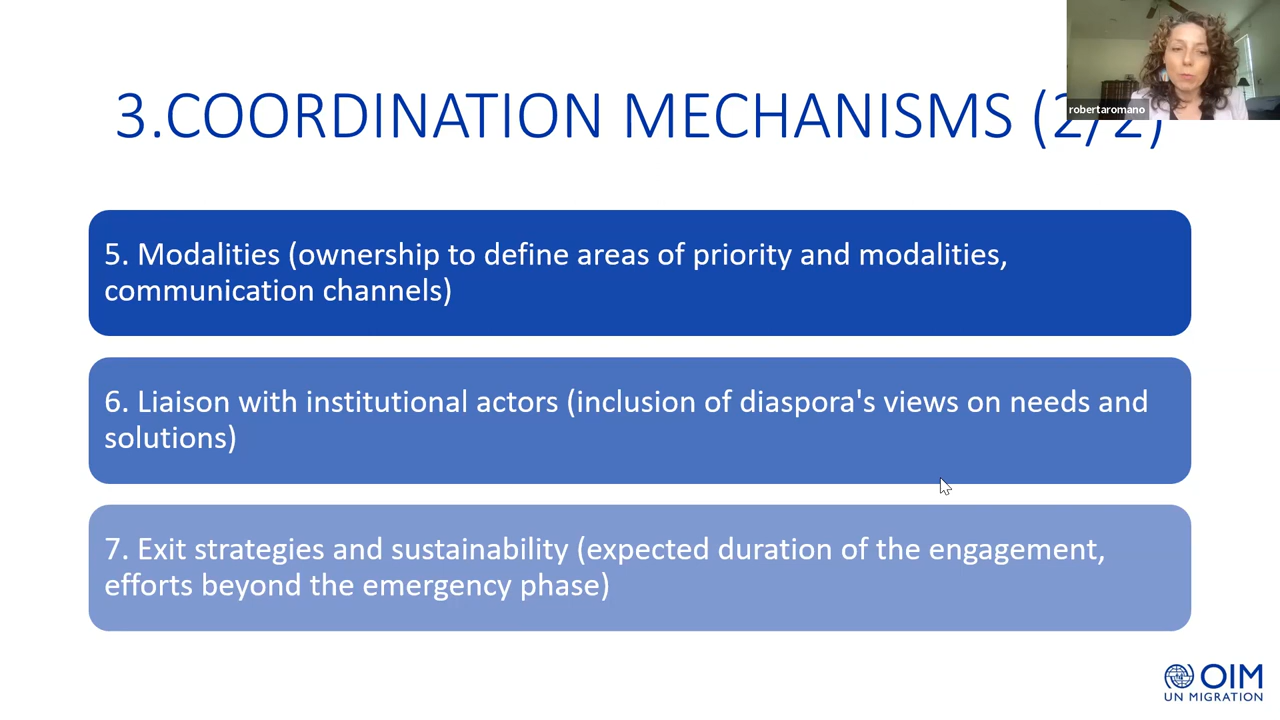 3.COORDINATION MECHANISMS (2/2)
robertaromano
5. Modalities (ownership to define areas of priority and modalities,
communication channels)
6. Liaison with institutional actors (inclusion of diaspora's views on needs and
solutions)
7. Exit strategies and sustainability (expected duration of the engagement,
efforts beyond the emergency phase)
OIM
UN MIGRATION